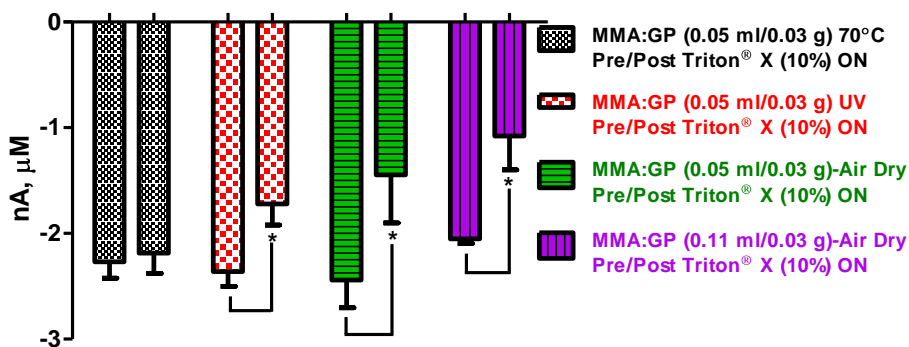 0
-1
-2
-3
nA, μM
*
*
*
MMA:GP (0.05 ml/0.03 g) 70°C
Pre/Post Triton® X (10%) ON
MMA:GP (0.05 ml/0.03 g) UV
Pre/Post Triton® X (10%) ON
MMA:GP (0.05 ml/0.03 g)-Air Dry
Pre/Post Triton® X (10%) ON
MMA:GP (0.11 ml/0.03 g)-Air Dry
Pre/Post Triton® X (10%) ON